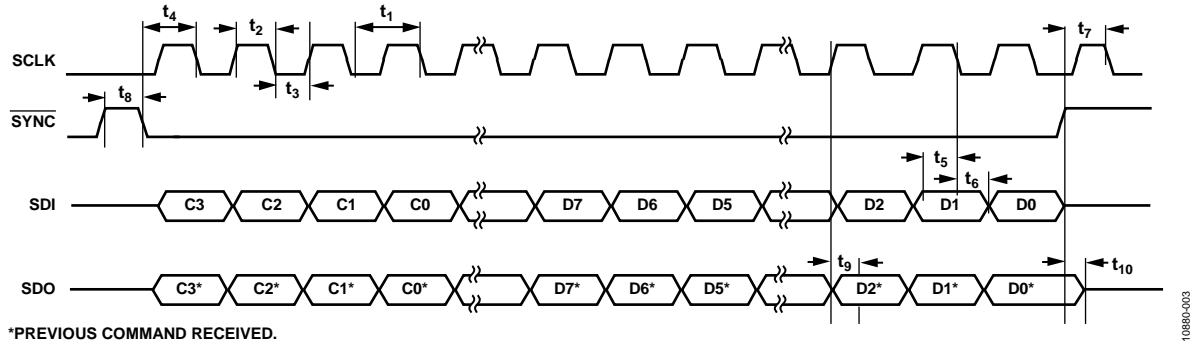 t4 t2 t1 t7
SCLK
t3
t8
SYNC
t5
t6
SDI C3 C2 C1 C0 D7 D6 D5 D2 D1 D0
t9
t10
SDO C3* C2* C1* C0* D7* D6* D5* D2* D1* D0*
*PREVIOUS COMMAND RECEIVED.
10880-003